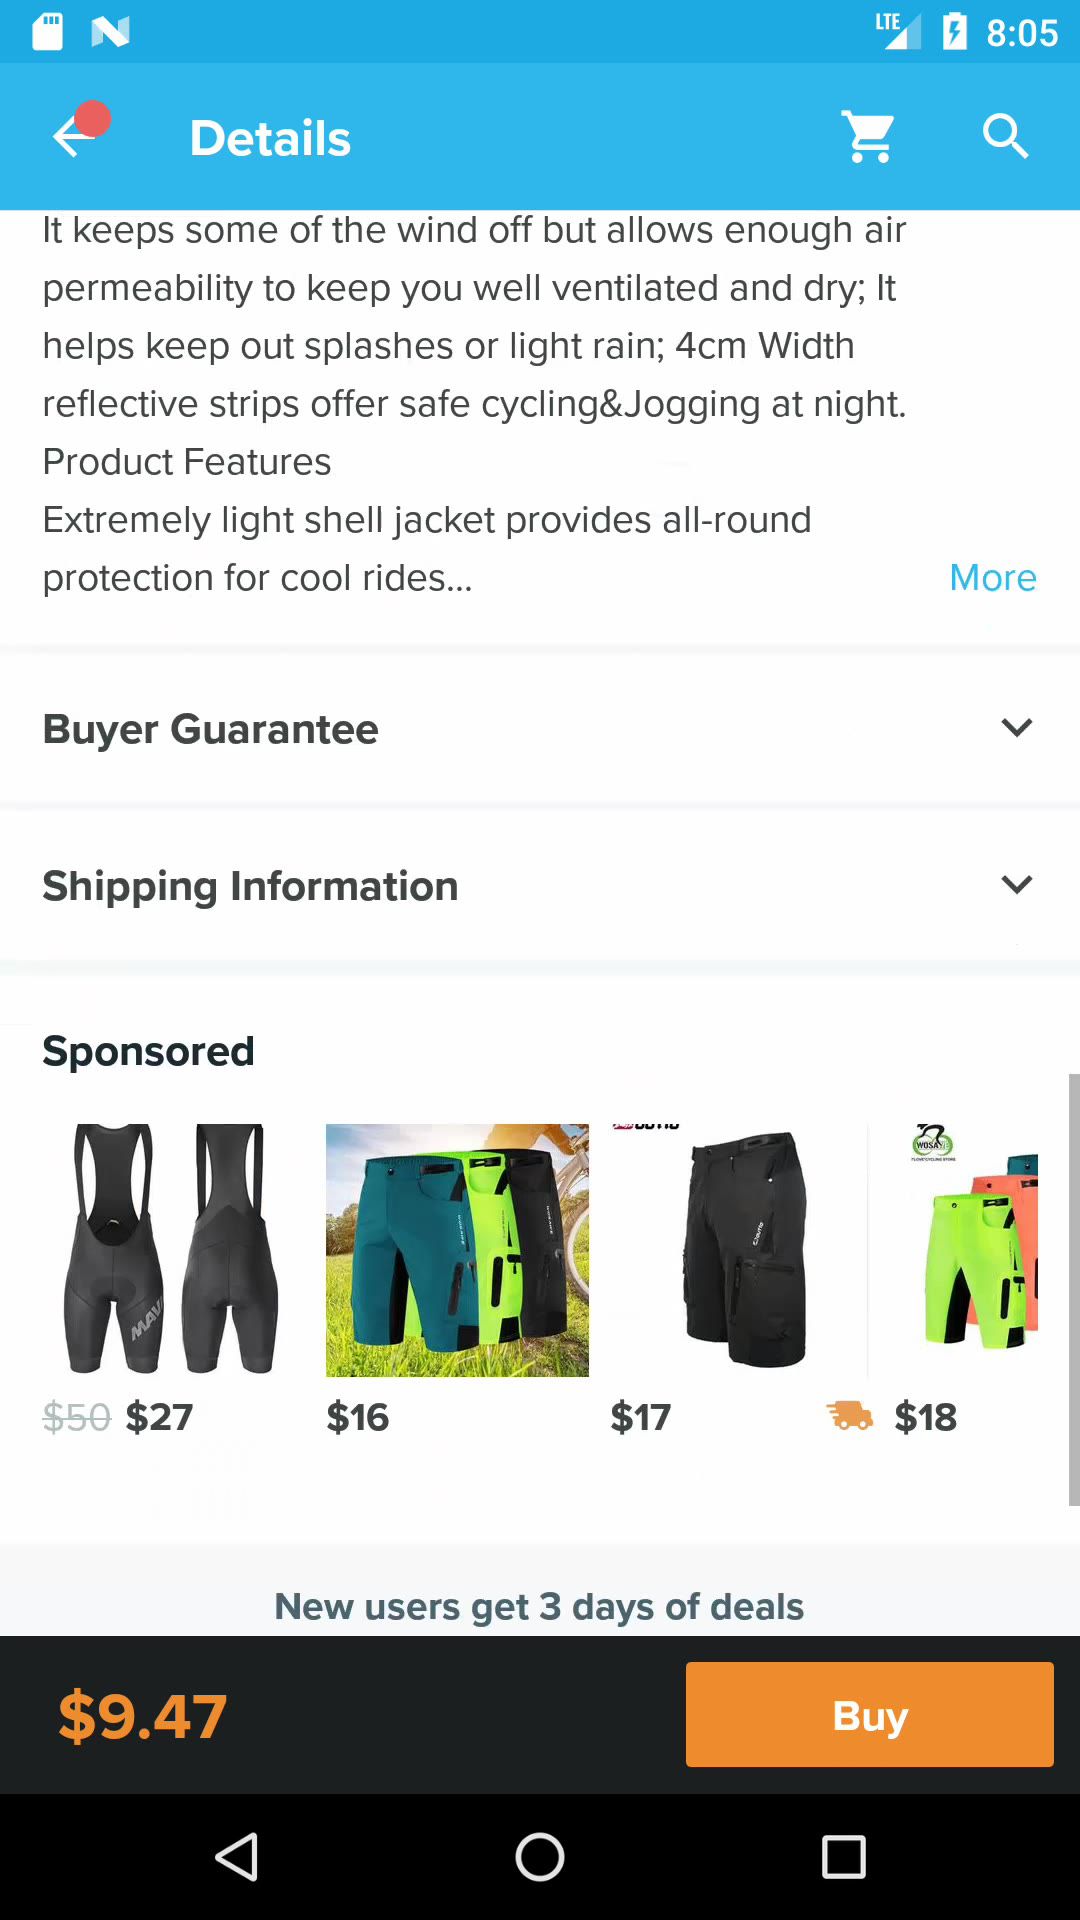 LTE 8:05
Details
It keeps some of the wind off but allows enough air
permeability to keep you well ventilated and dry; It
helps keep out splashes or light rain; 4cm Width
reflective strips offer safe cycling&Jogging at night.
Product Features
Extremely light shell jacket provides all-round
protection for cool rides... More
Buyer Guarantee
Shipping Information
Sponsored
WOSAWE
$50 $27 $16 $17 $18
New users get 3 days of deals
$9.47 Buy